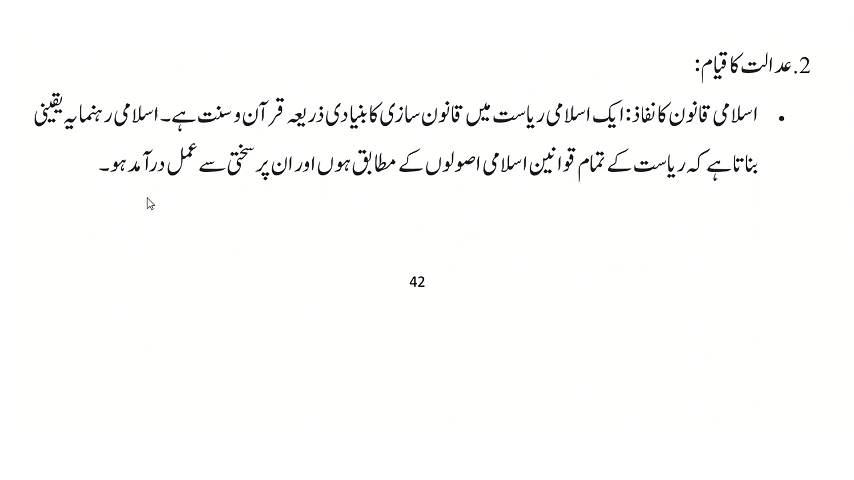 2. عدالت کا قیام:
• اسلامی قانون کا نفاذ: ایک اسلامی ریاست میں قانون سازی کا بنیادی ذریعہ قرآن و سنت ہے۔ اسلامی رہنما یہ یقینی
بناتا ہے کہ ریاست کے تمام قوانین اسلامی اصولوں کے مطابق ہوں اور ان پر سختی سے عمل درآمد ہو۔
42